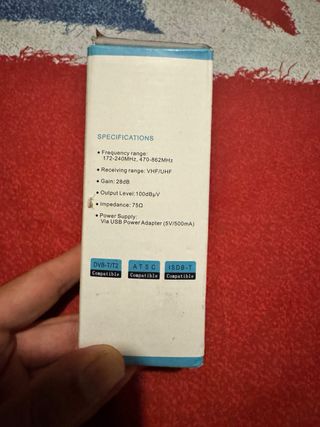 SPECIFICATIONS
• Frequency range:
172-240MHz, 470-862MHz
• Receiving range: VHF/UHF
• Gain: 28dB
• Output Level:100dBμV
• Impedance: 75Ω
• Power Supply:
Via USB Power Adapter (5V/500mA)
DVB-T/T2 ATSC ISDB-T
Compatible Compatible Compatible